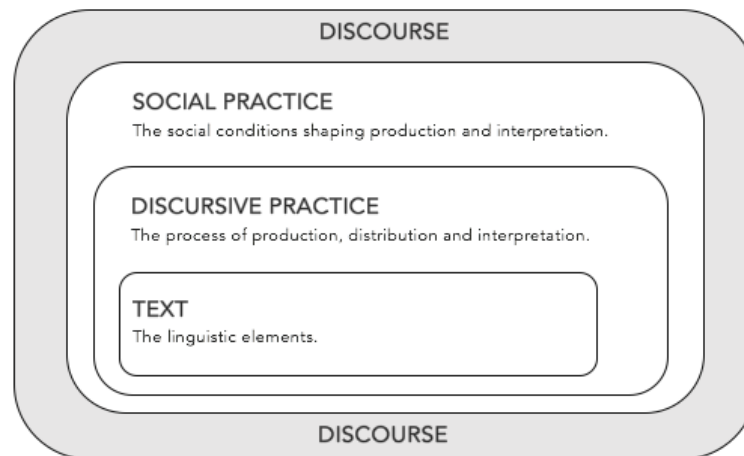 DISCOURSE
SOCIAL PRACTICE
The social conditions shaping production and interpretation.
DISCURSIVE PRACTICE
The process of production, distribution and interpretation.
TEXT
The linguistic elements.
DISCOURSE